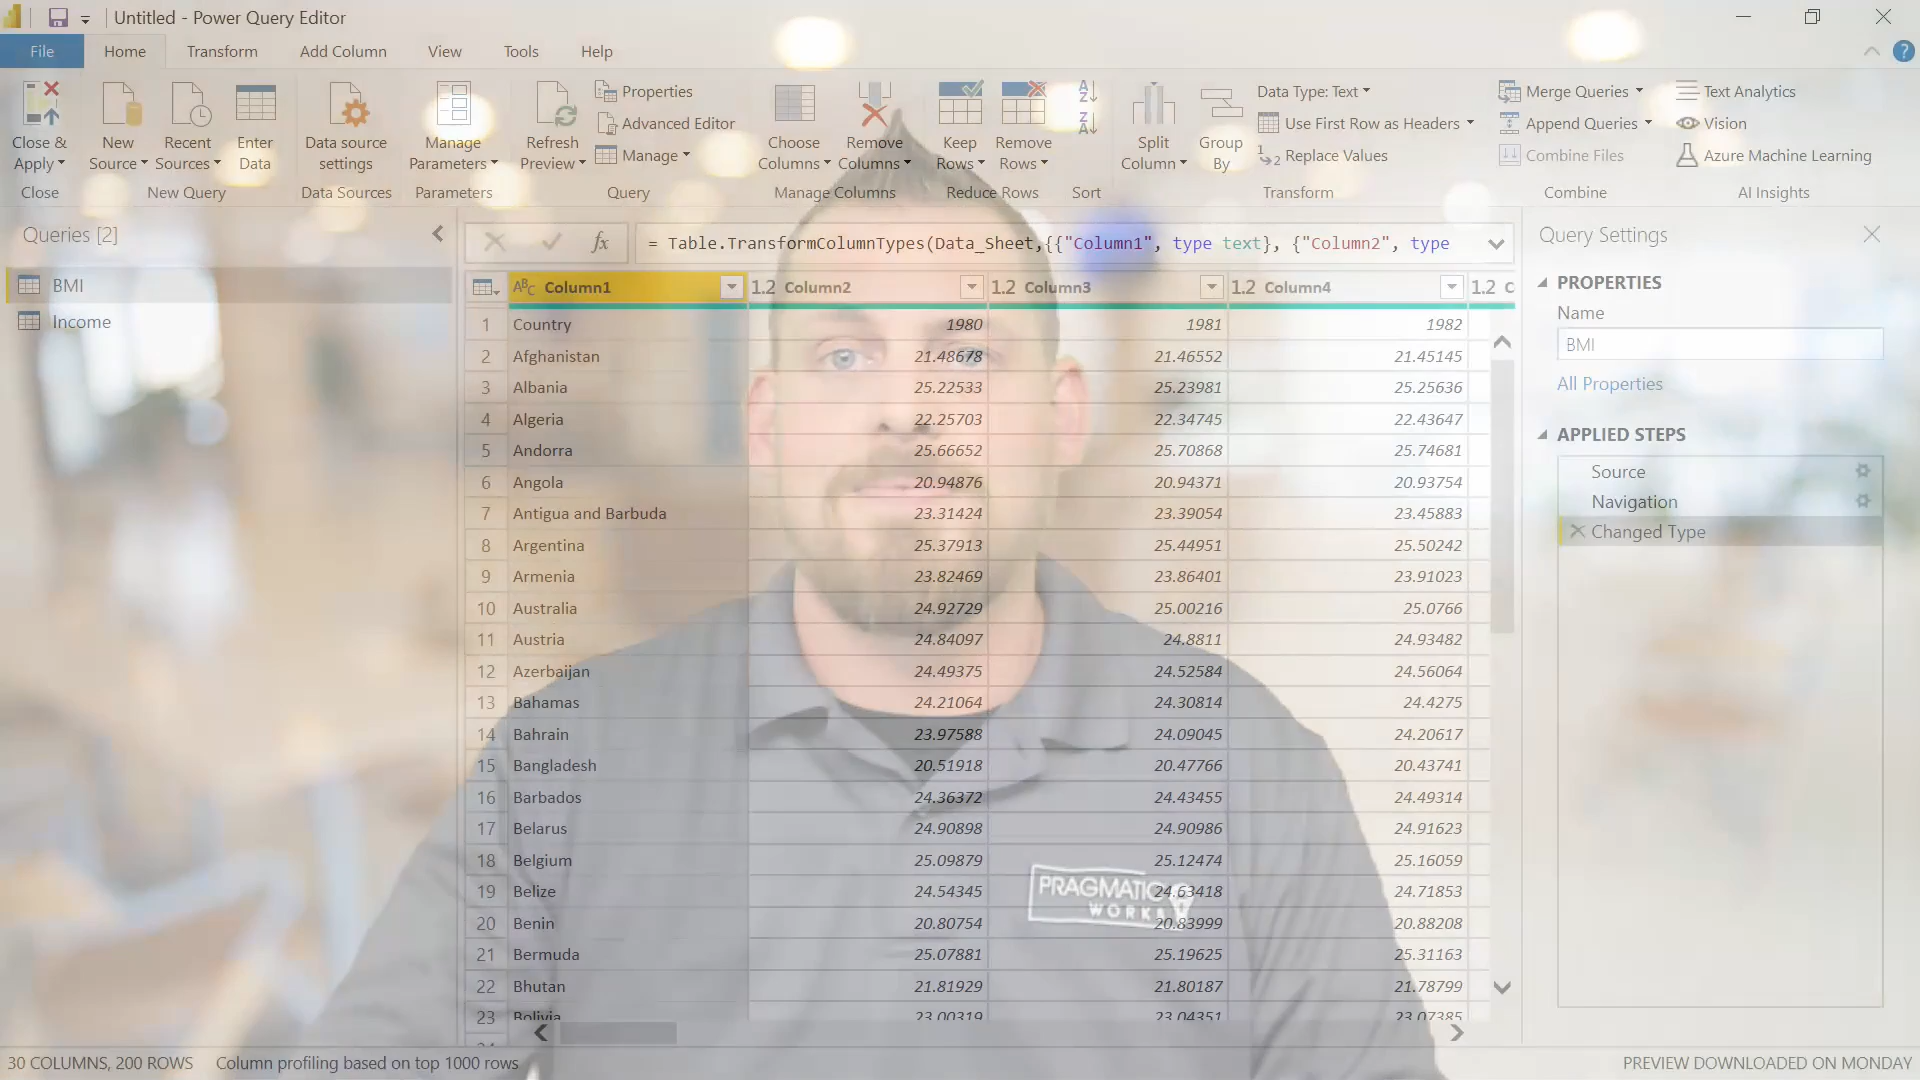 Untitled - Power Query Editor
File Home Transform Add Column View Tools Help
Close & Apply
New Source
Recent Sources
Enter Data
Data source settings
Manage Parameters
Refresh Preview
Properties
Advanced Editor
Manage
Choose Columns
Remove Columns
Keep Rows
Remove Rows
Split Column
Group By
Data Type: Text
Use First Row as Headers
Replace Values
Merge Queries
Append Queries
Combine Files
Text Analytics
Vision
Azure Machine Learning
Close New Query Data Sources Parameters Query Manage Columns Reduce Rows Sort Transform Combine AI Insights
Queries [2]
BMI
Income
fx = Table.TransformColumnTypes(Data_Sheet,{{"Column1", type text}, {"Column2", type
ABC Column1 1.2 Column2 1.2 Column3 1.2 Column4 1.2 C
1 Country 1980 1981 1982
2 Afghanistan 21.48678 21.46552 21.45145
3 Albania 25.22533 25.23981 25.25636
4 Algeria 22.25703 22.34745 22.43647
5 Andorra 25.66652 25.70868 25.74681
6 Angola 20.94876 20.94371 20.93754
7 Antigua and Barbuda 23.31424 23.39054 23.45883
8 Argentina 25.37913 25.44951 25.50242
9 Armenia 23.82469 23.86401 23.91023
10 Australia 24.92729 25.00216 25.0766
11 Austria 24.84097 24.8811 24.93482
12 Azerbaijan 24.49375 24.52584 24.56064
13 Bahamas 24.21064 24.30814 24.4275
14 Bahrain 23.97588 24.09045 24.20617
15 Bangladesh 20.51918 20.47766 20.43741
16 Barbados 24.36372 24.43455 24.49314
17 Belarus 24.90898 24.90986 24.91623
18 Belgium 25.09879 25.12474 25.16059
19 Belize 24.54345 24.63418 24.71853
20 Benin 20.80754 20.83999 20.88208
21 Bermuda 25.07881 25.19625 25.31163
22 Bhutan 21.81929 21.80187 21.78799
23 Bolivia 23.00319 23.04351 23.07385
PRAGMATIC
WORKS
Query Settings
PROPERTIES
Name
BMI
All Properties
APPLIED STEPS
Source
Navigation
Changed Type
30 COLUMNS, 200 ROWS Column profiling based on top 1000 rows PREVIEW DOWNLOADED ON MONDAY